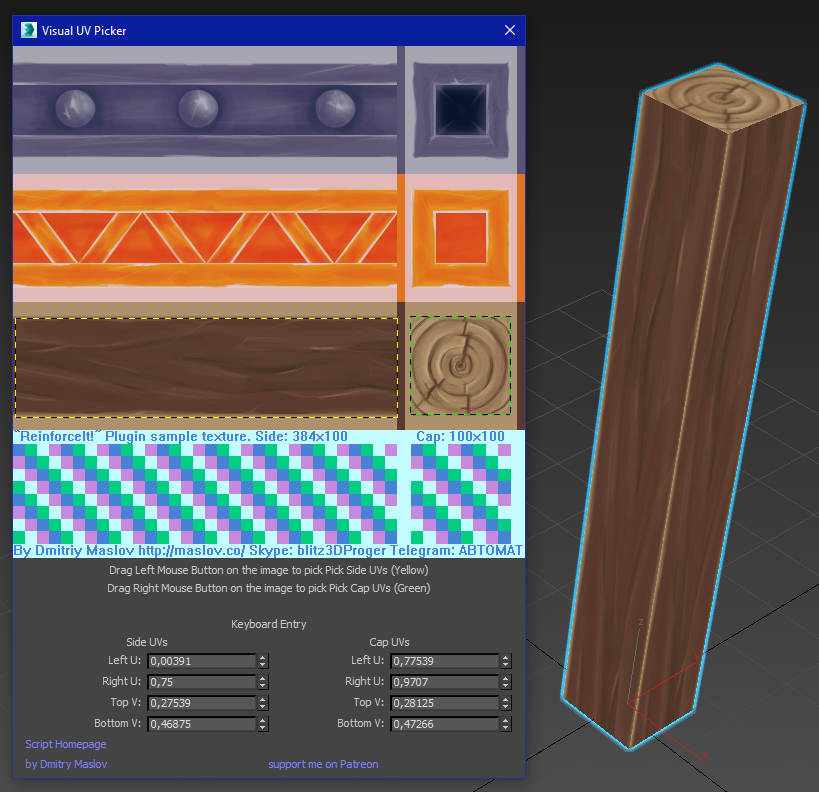 Visual UV Picker
"ReinforceIt!" Plugin sample texture. Side: 384x100 Cap: 100x100
By Dmitriy Maslov http://maslov.co/ Skype: blitz3DProger Telegram: ABTOMAT
Drag Left Mouse Button on the image to pick Pick Side UVs (Yellow)
Drag Right Mouse Button on the image to pick Pick Cap UVs (Green)
Keyboard Entry
Side UVs Cap UVs
Left U: 0,00391 Left U: 0,77539
Right U: 0,75 Right U: 0,9707
Top V: 0,27539 Top V: 0,28125
Bottom V: 0,46875 Bottom V: 0,47266
Script Homepage
by Dmitry Maslov support me on Patreon
z
y
x